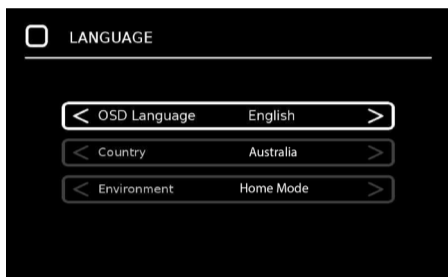 LANGUAGE
< OSD Language English >
< Country Australia >
< Environment Home Mode >